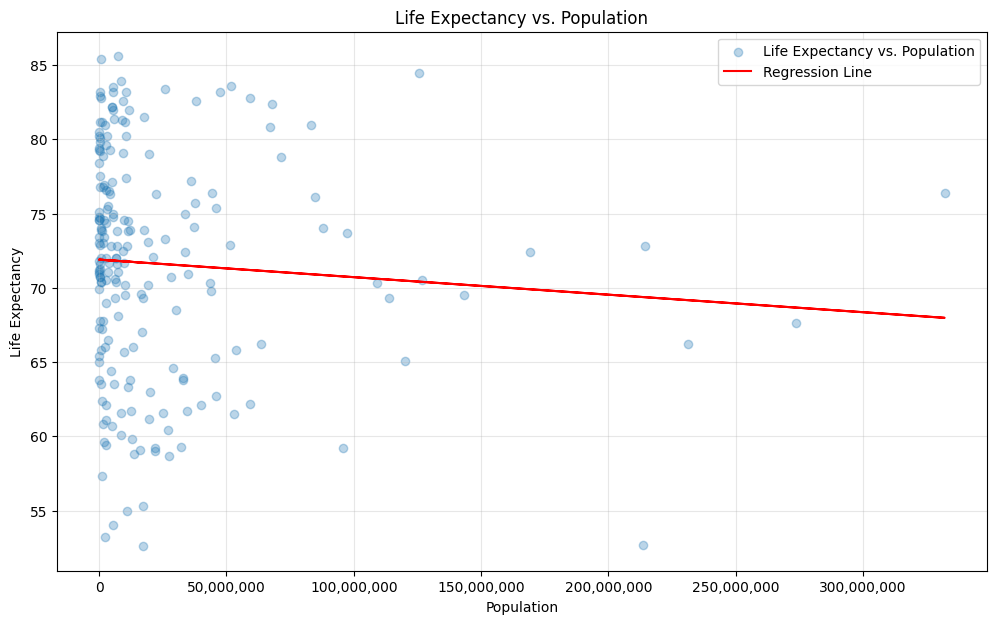 Life Expectancy vs. Population
Life Expectancy vs. Population
Regression Line
85
80
75
70
65
60
55
Life Expectancy
0
50,000,000
100,000,000
150,000,000
200,000,000
250,000,000
300,000,000
Population